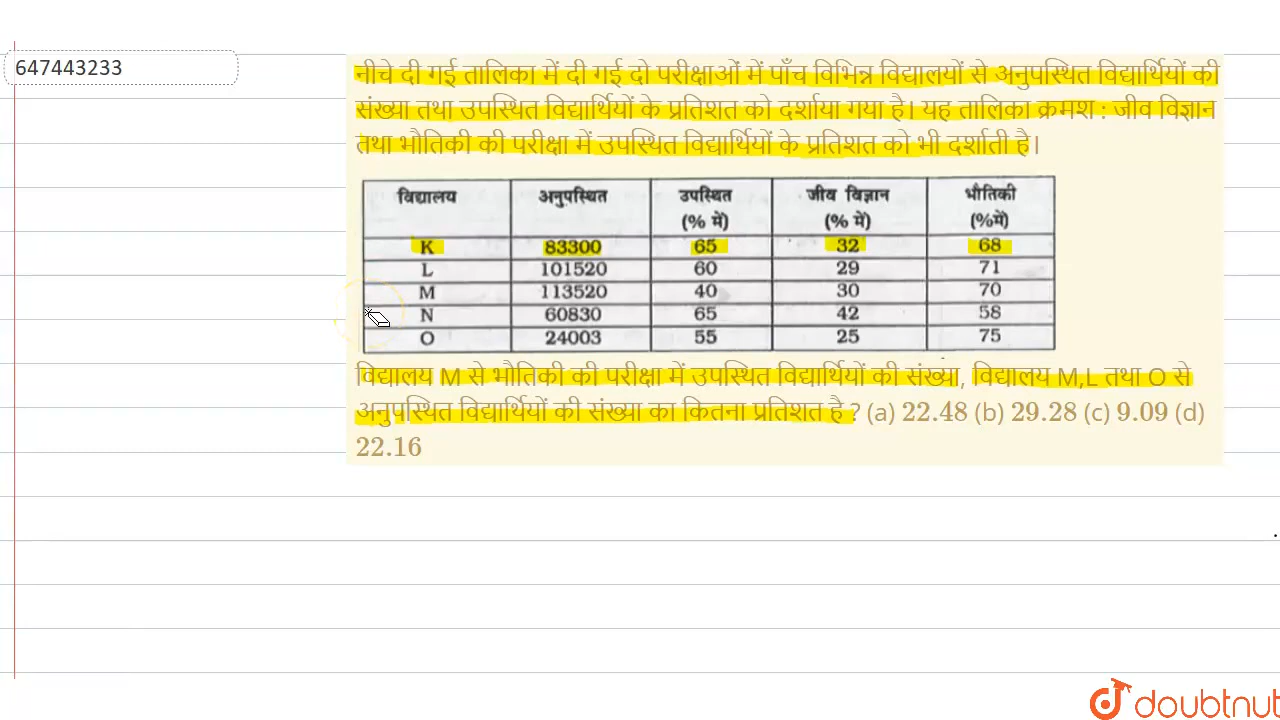 647443233
नीचे दी गई तालिका में दी गई दो परीक्षाओं में पाँच विभिन्न विद्यालयों से अनुपस्थित विद्यार्थियों की
संख्या तथा उपस्थित विद्यार्थियों के प्रतिशत को दर्शाया गया है। यह तालिका क्रमश : जीव विज्ञान
तथा भौतिकी की परीक्षा में उपस्थित विद्यार्थियों के प्रतिशत को भी दर्शाती है।
विद्यालय अनुपस्थित उपस्थित (% में) जीव विज्ञान (% में) भौतिकी (%में)
K 83300 65 32 68
L 101520 60 29 71
M 113520 40 30 70
N 60830 65 42 58
O 24003 55 25 75
विद्यालय M से भौतिकी की परीक्षा में उपस्थित विद्यार्थियों की संख्या, विद्यालय M,L तथा O से
अनुपस्थित विद्यार्थियों की संख्या का कितना प्रतिशत है ? (a) 22.48 (b) 29.28 (c) 9.09 (d)
22.16
doubtnut